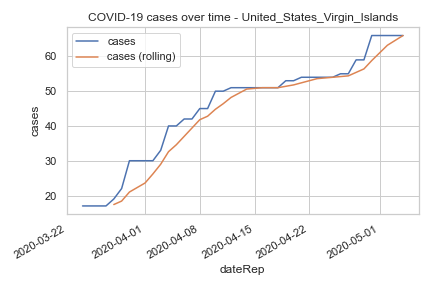 COVID-19 cases over time - United_States_Virgin_Islands
cases
cases (rolling)
cases
60
50
40
30
20
2020-03-22
2020-04-01
2020-04-08
2020-04-15
2020-04-22
2020-05-01
dateRep